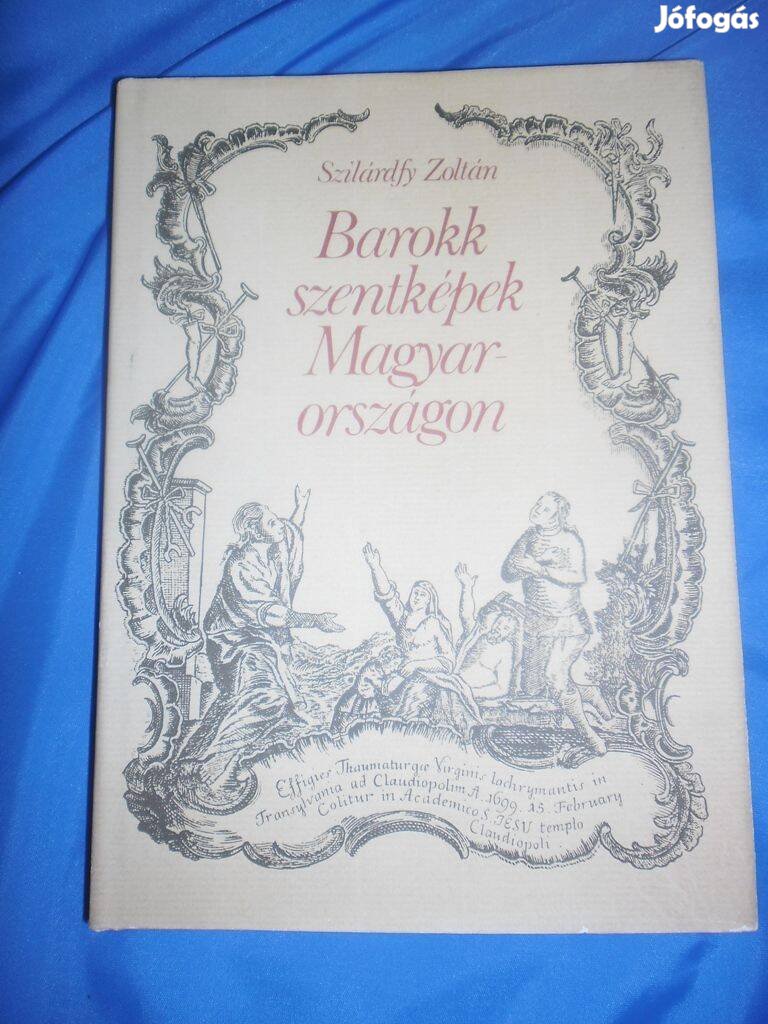 Jófogás
Szilárdfy Zoltán
Barokk
szentképek
Magyar-
országon
Effigies Thaumaturgæ Virginis lachrymantis in
Transylvania ad Claudiopolim A. 1699. 15. February
Colitur in Academico S. JESU templo
Claudiopoli